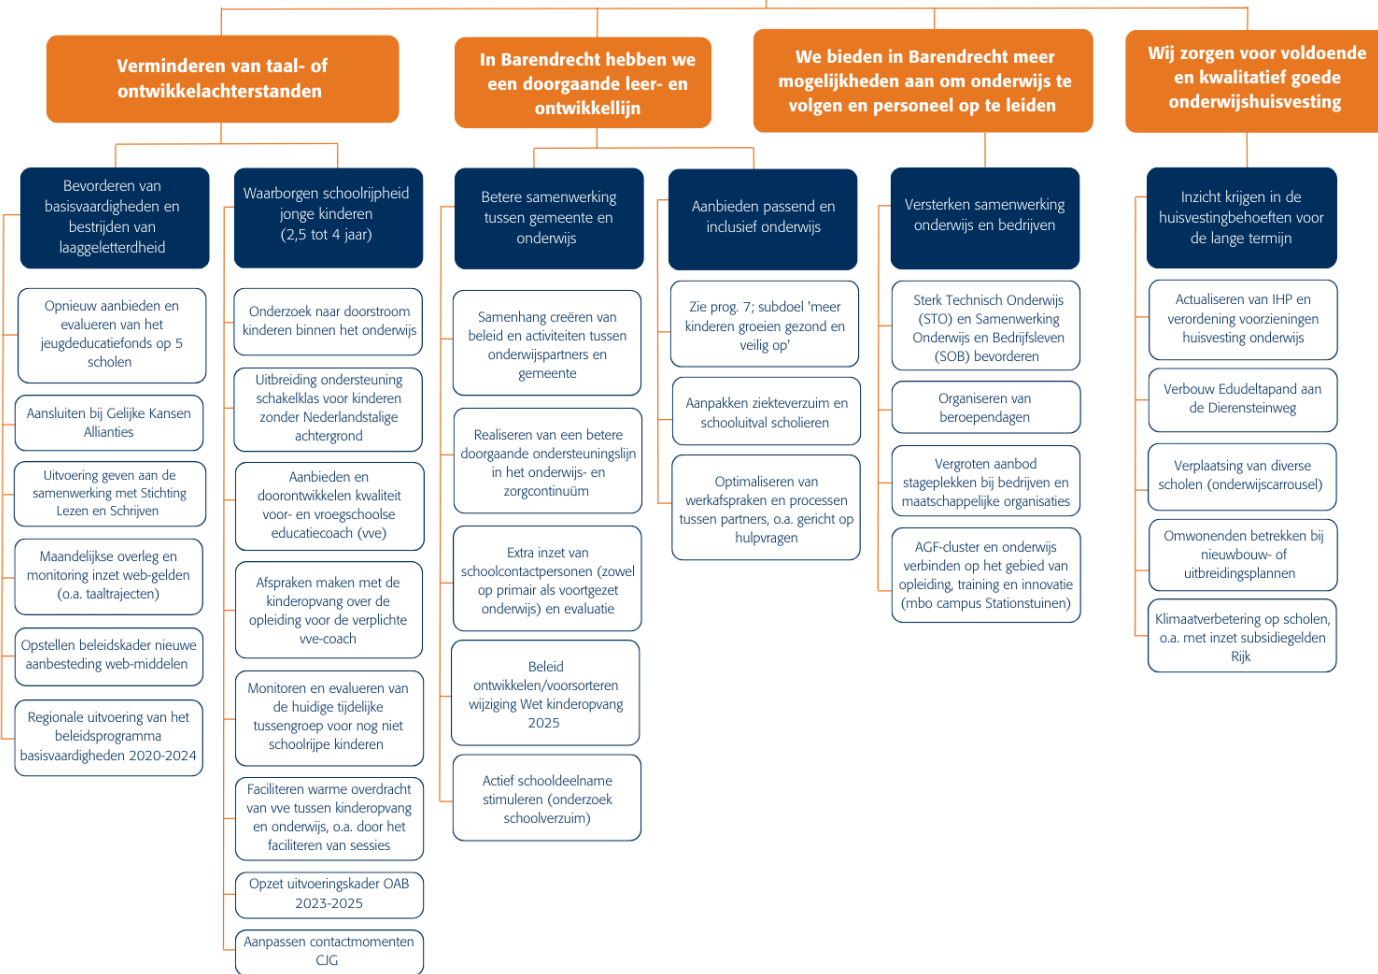 Verminderen van taal- of
ontwikkelachterstanden
In Barendrecht hebben we
een doorgaande leer- en
ontwikkellijn
We bieden in Barendrecht meer
mogelijkheden aan om onderwijs te
volgen en personeel op te leiden
Wij zorgen voor voldoende
en kwalitatief goede
onderwijshuisvesting
Bevorderen van
basisvaardigheden en
bestrijden van
laaggeletterdheid
Opnieuw aanbieden en
evalueren van het
jeugdeducatiefonds op 5
scholen
Aansluiten bij Gelijke Kansen
Allianties
Uitvoering geven aan de
samenwerking met Stichting
Lezen en Schrijven
Maandelijkse overleg en
monitoring inzet web-gelden
(o.a. taaltrajecten)
Opstellen beleidskader nieuwe
aanbesteding web-middelen
Regionale uitvoering van het
beleidsprogramma
basisvaardigheden 2020-2024
Waarborgen schoolrijpheid
jonge kinderen
(2,5 tot 4 jaar)
Onderzoek naar doorstroom
kinderen binnen het onderwijs
Uitbreiding ondersteuning
schakelklas voor kinderen
zonder Nederlandstalige
achtergrond
Aanbieden en
doorontwikkelen kwaliteit
voor- en vroegschoolse
educatiecoach (vve)
Afspraken maken met de
kinderopvang over de
opleiding voor de verplichte
vve-coach
Monitoren en evalueren van
de huidige tijdelijke
tussengroep voor nog niet
schoolrijpe kinderen
Faciliteren warme overdracht
van vve tussen kinderopvang
en onderwijs, o.a. door het
faciliteren van sessies
Opzet uitvoeringskader OAB
2023-2025
Aanpassen contactmomenten
CJG
Betere samenwerking
tussen gemeente en
onderwijs
Samenhang creëren van
beleid en activiteiten tussen
onderwijspartners en
gemeente
Realiseren van een betere
doorgaande ondersteuningslijn
in het onderwijs- en
zorgcontinuüm
Extra inzet van
schoolcontactpersonen (zowel
op primair als voortgezet
onderwijs) en evaluatie
Beleid
ontwikkelen/voorsorteren
wijziging Wet kinderopvang
2025
Actief schooldeelname
stimuleren (onderzoek
schoolverzuim)
Aanbieden passend en
inclusief onderwijs
Zie prog. 7; subdoel 'meer
kinderen groeien gezond en
veilig op'
Aanpakken ziekteverzuim en
schooluitval scholieren
Optimaliseren van
werkafspraken en processen
tussen partners, o.a. gericht op
hulpvragen
Versterken samenwerking
onderwijs en bedrijven
Sterk Technisch Onderwijs
(STO) en Samenwerking
Onderwijs en Bedrijfsleven
(SOB) bevorderen
Organiseren van
beroependagen
Vergroten aanbod
stageplekken bij bedrijven en
maatschappelijke organisaties
AGF-cluster en onderwijs
verbinden op het gebied van
opleiding, training en innovatie
(mbo campus Stationstuinen)
Inzicht krijgen in de
huisvestingbehoeften voor
de lange termijn
Actualiseren van IHP en
verordening voorzieningen
huisvesting onderwijs
Verbouw Edudeltapand aan
de Dierensteinweg
Verplaatsing van diverse
scholen (onderwijscarrousel)
Omwonenden betrekken bij
nieuwbouw- of
uitbreidingsplannen
Klimaatverbetering op scholen,
o.a. met inzet subsidiegelden
Rijk